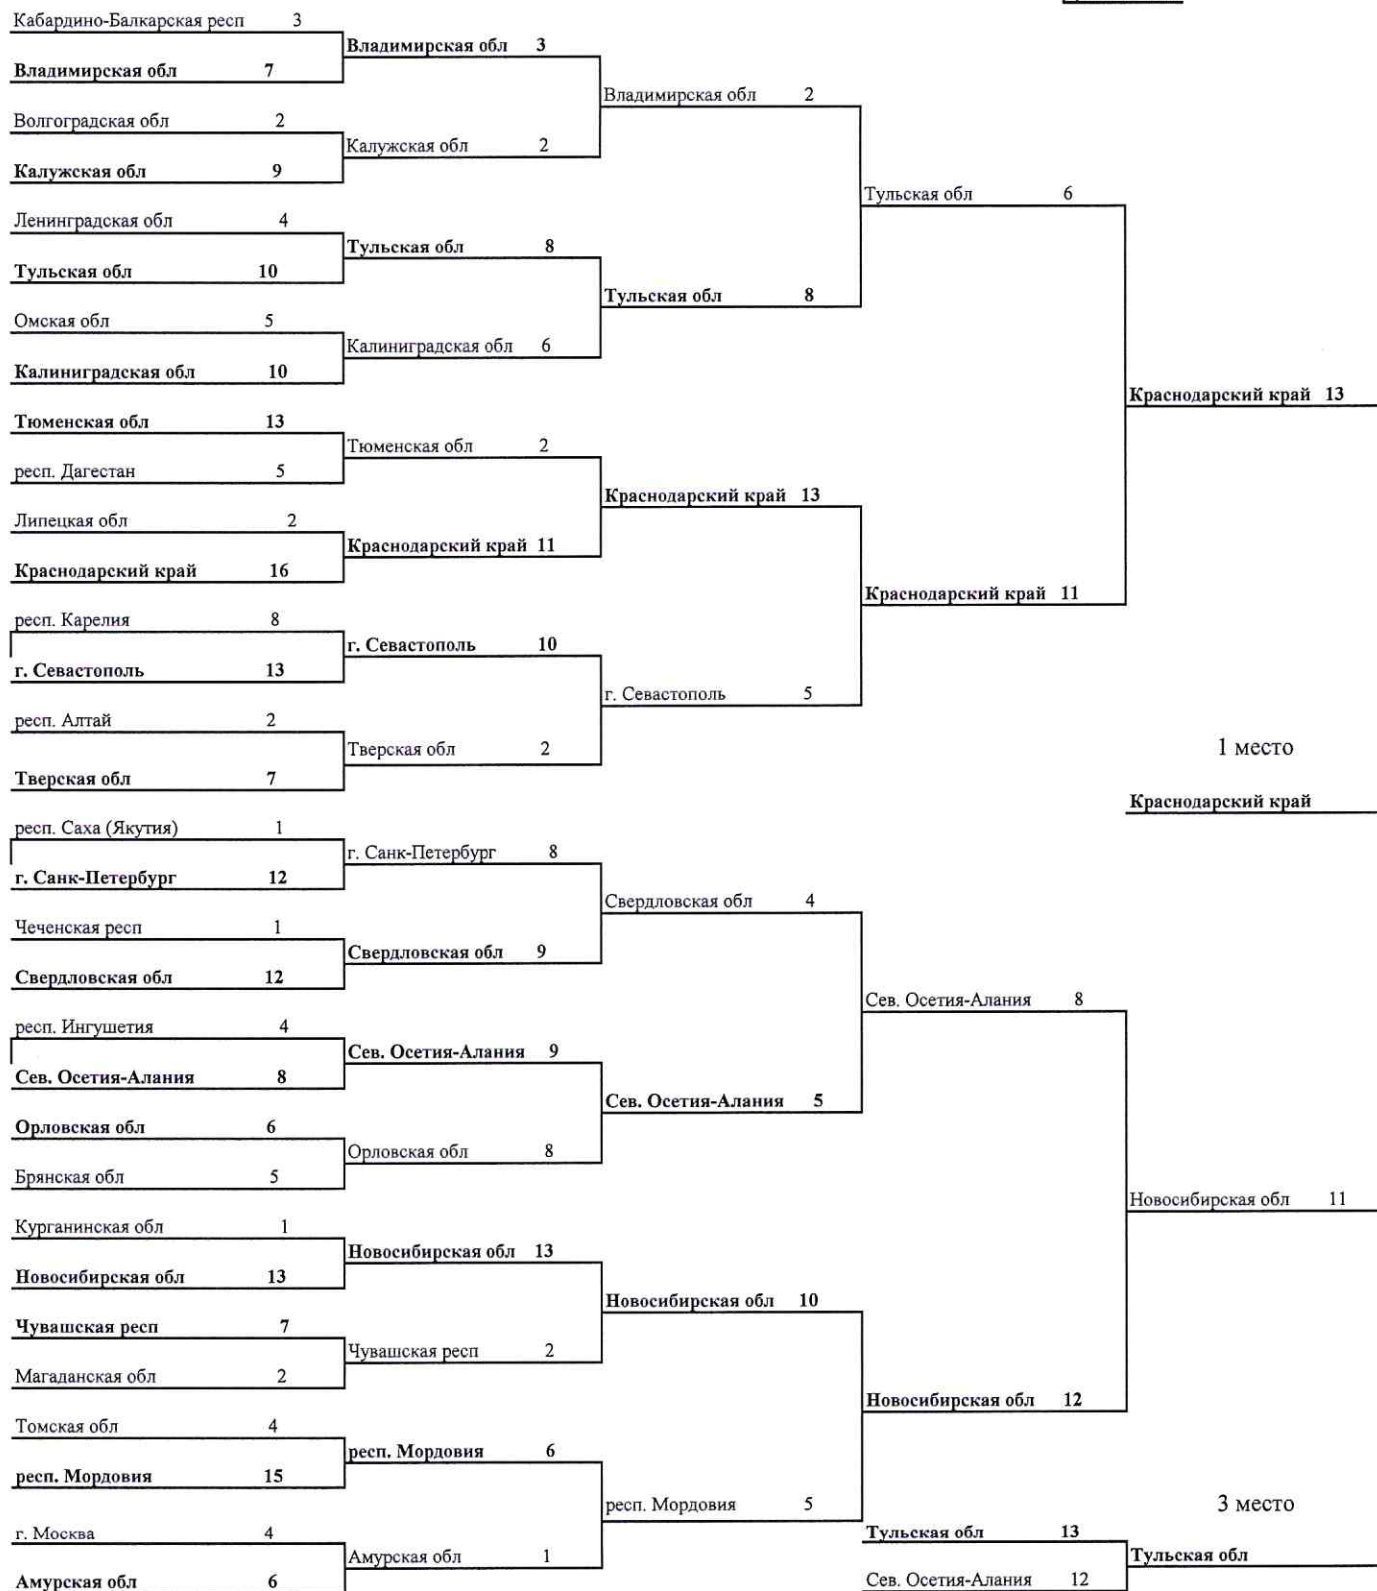 Кабардино-Балкарская респ 3
Владимирская обл 7
Волгоградская обл 2
Калужская обл 9
Ленинградская обл 4
Тульская обл 10
Омская обл 5
Калининградская обл 10
Тюменская обл 13
респ. Дагестан 5
Липецкая обл 2
Краснодарский край 16
респ. Карелия 8
г. Севастополь 13
респ. Алтай 2
Тверская обл 7
респ. Саха (Якутия) 1
г. Санк-Петербург 12
Чеченская респ 1
Свердловская обл 12
респ. Ингушетия 4
Сев. Осетия-Алания 8
Орловская обл 6
Брянская обл 5
Курганинская обл 1
Новосибирская обл 13
Чувашская респ 7
Магаданская обл 2
Томская обл 4
респ. Мордовия 15
г. Москва 4
Амурская обл 6
Владимирская обл 3
Калужская обл 2
Тульская обл 8
Калиниградская обл 6
Тюменская обл 2
Краснодарский край 11
г. Севастополь 10
Тверская обл 2
г. Санк-Петербург 8
Свердловская обл 9
Сев. Осетия-Алания 9
Орловская обл 8
Новосибирская обл 13
Чувашская респ 2
респ. Мордовия 6
Амурская обл 1
Владимирская обл 2
Тульская обл 8
Краснодарский край 13
г. Севастополь 5
Свердловская обл 4
Сев. Осетия-Алания 5
Новосибирская обл 10
респ. Мордовия 5
Тульская обл 6
Краснодарский край 11
Сев. Осетия-Алания 8
Новосибирская обл 12
Краснодарский край 13
Новосибирская обл 11
1 место
Краснодарский край
3 место
Тульская обл 13
Сев. Осетия-Алания 12
Тульская обл